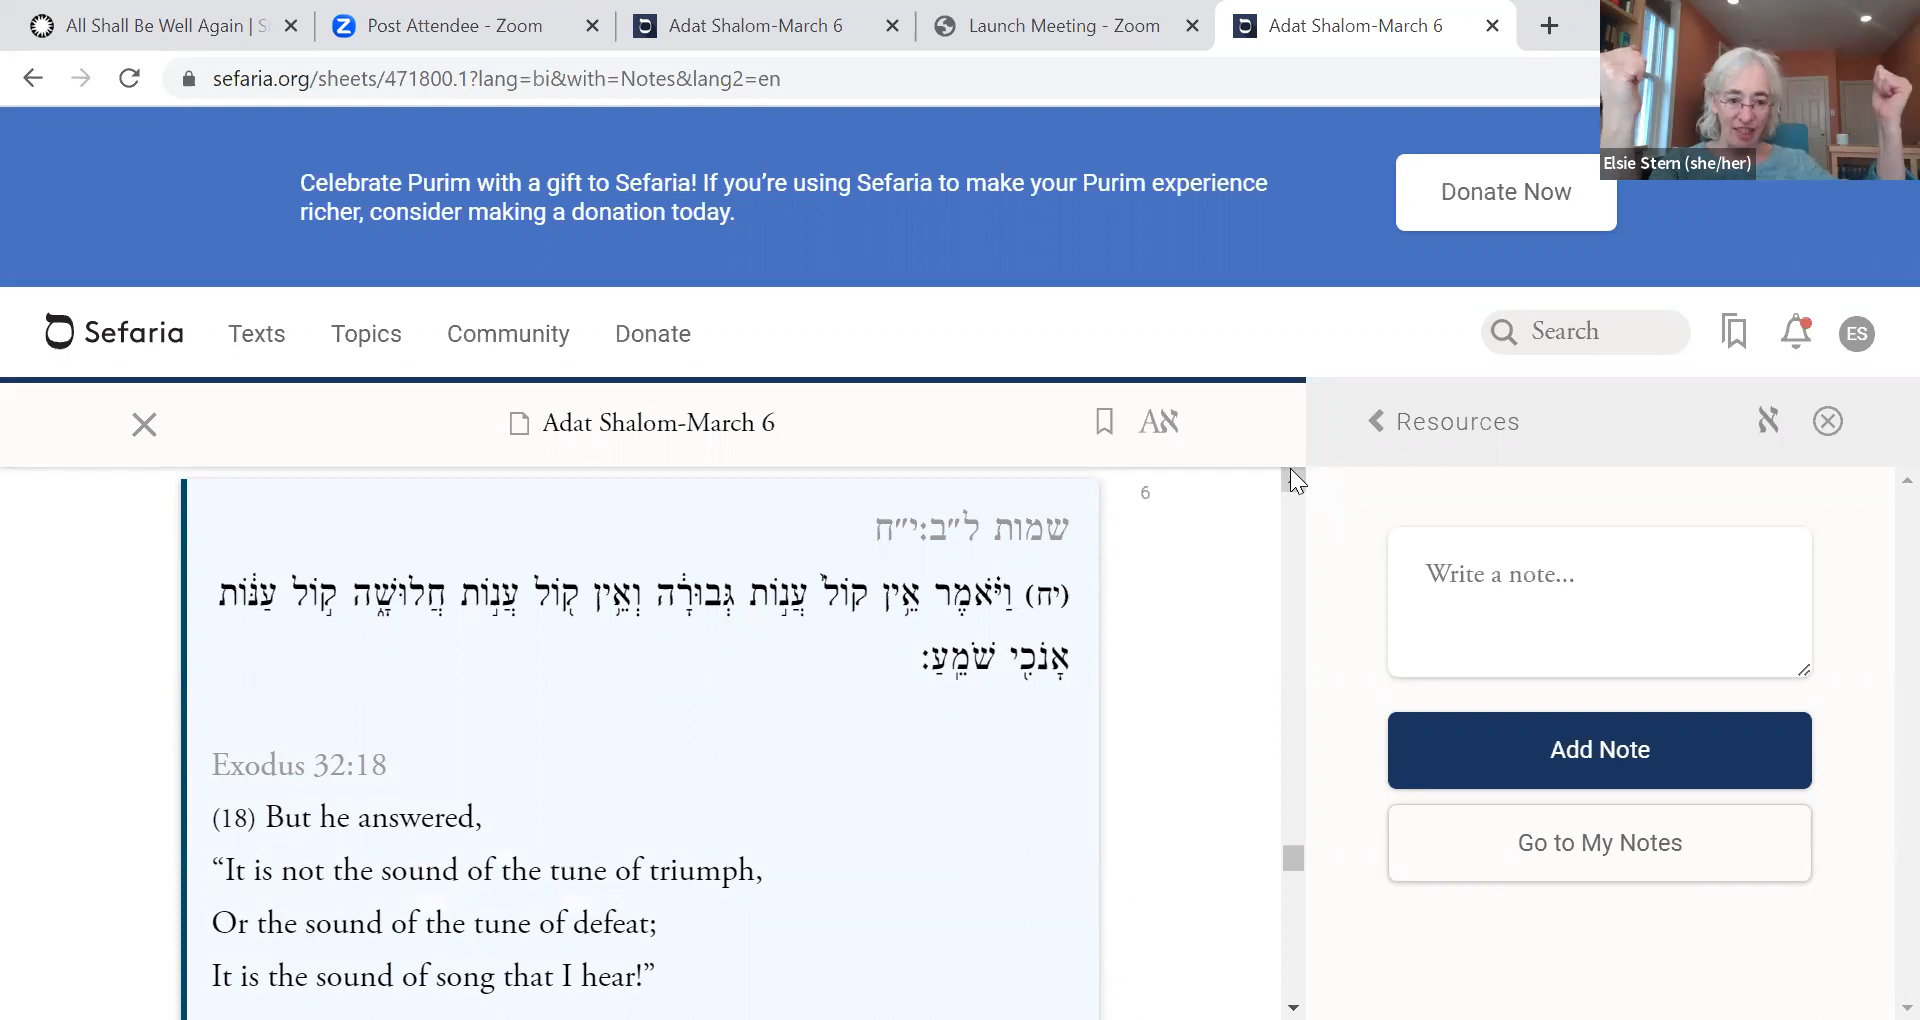 All Shall Be Well Again | S
Post Attendee - Zoom
Adat Shalom-March 6
Launch Meeting - Zoom
Adat Shalom-March 6
sefaria.org/sheets/471800.1?lang=bi&with=Notes&lang2=en
Elsie Stern (she/her)
Celebrate Purim with a gift to Sefaria! If you’re using Sefaria to make your Purim experience
richer, consider making a donation today.
Donate Now
Sefaria
Texts
Topics
Community
Donate
Search
ES
Adat Shalom-March 6
Aא
Resources
א
6
שמות ל״ב:י״ח
(יח) וַיֹּ֗אמֶר אֵ֥ין קוֹל֙ עֲנ֣וֹת גְּבוּרָ֔ה וְאֵ֥ין ק֖וֹל עֲנ֣וֹת חֲלוּשָׁ֑ה ק֣וֹל עַנּ֔וֹת
אָנֹכִ֖י שֹׁמֵֽעַ׃
Exodus 32:18
(18) But he answered,
“It is not the sound of the tune of triumph,
Or the sound of the tune of defeat;
It is the sound of song that I hear!”
Write a note...
Add Note
Go to My Notes